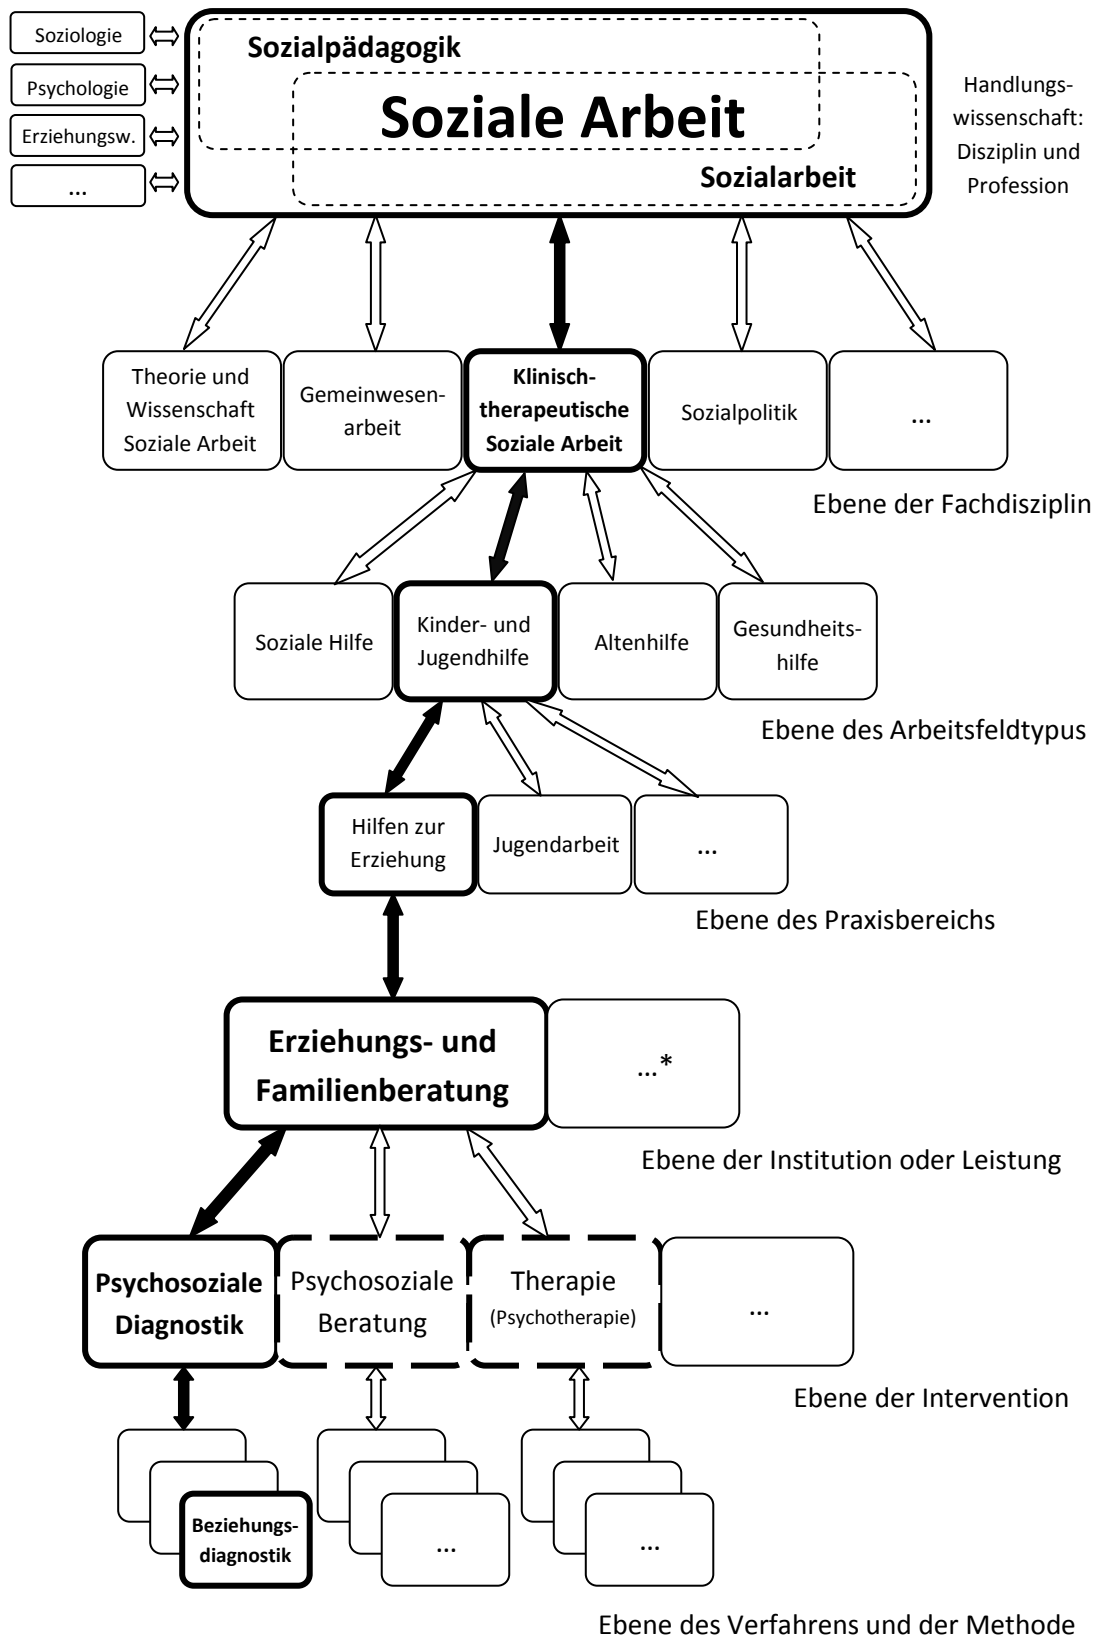 Soziologie
Psychologie
Erziehungsw.
...
Sozialpädagogik
Soziale Arbeit
Sozialarbeit
Handlungs-
wissenschaft:
Disziplin und
Profession
Theorie und
Wissenschaft
Soziale Arbeit
Gemeinwesen-
arbeit
Klinisch-
therapeutische
Soziale Arbeit
Sozialpolitik
...
Ebene der Fachdisziplin
Soziale Hilfe
Kinder- und
Jugendhilfe
Altenhilfe
Gesundheits-
hilfe
Ebene des Arbeitsfeldtypus
Hilfen zur
Erziehung
Jugendarbeit
...
Ebene des Praxisbereichs
Erziehungs- und
Familienberatung
...*
Ebene der Institution oder Leistung
Psychosoziale
Diagnostik
Psychosoziale
Beratung
Therapie
(Psychotherapie)
...
Ebene der Intervention
Beziehungs-
diagnostik
...
...
Ebene des Verfahrens und der Methode